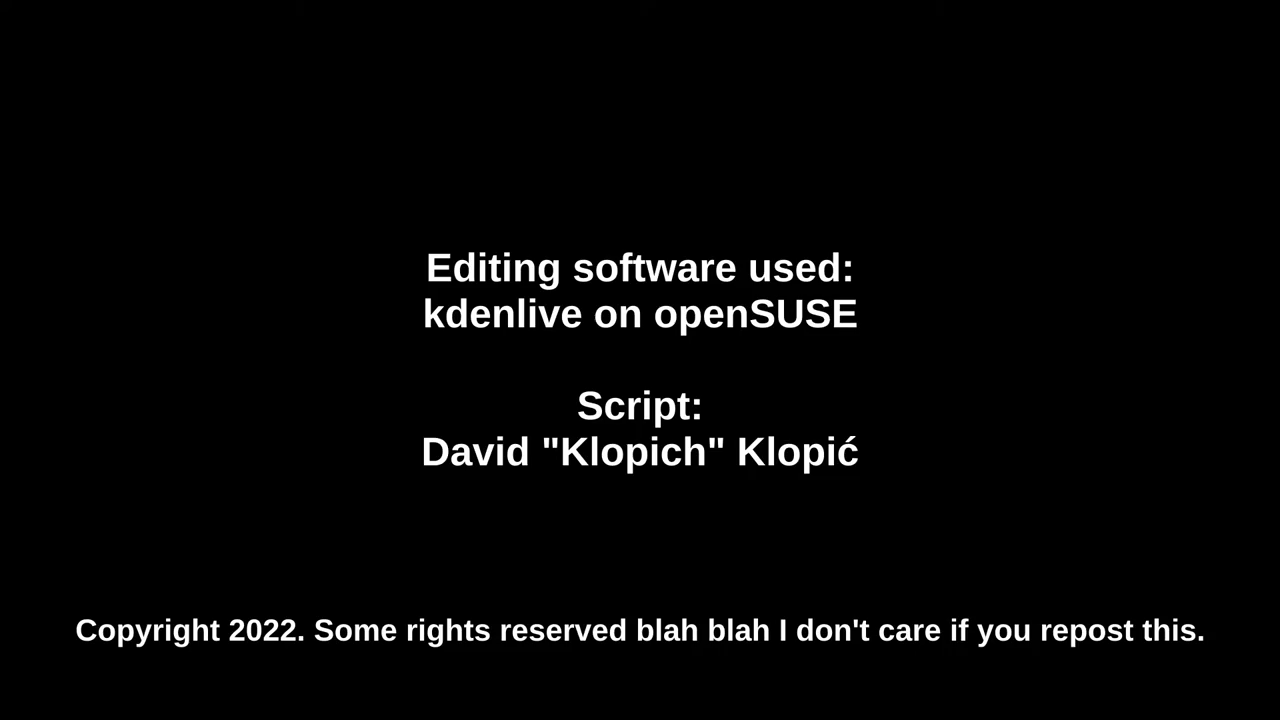 Editing software used:
kdenlive on openSUSE
Script:
David "Klopich" Klopić
Copyright 2022. Some rights reserved blah blah I don't care if you repost this.